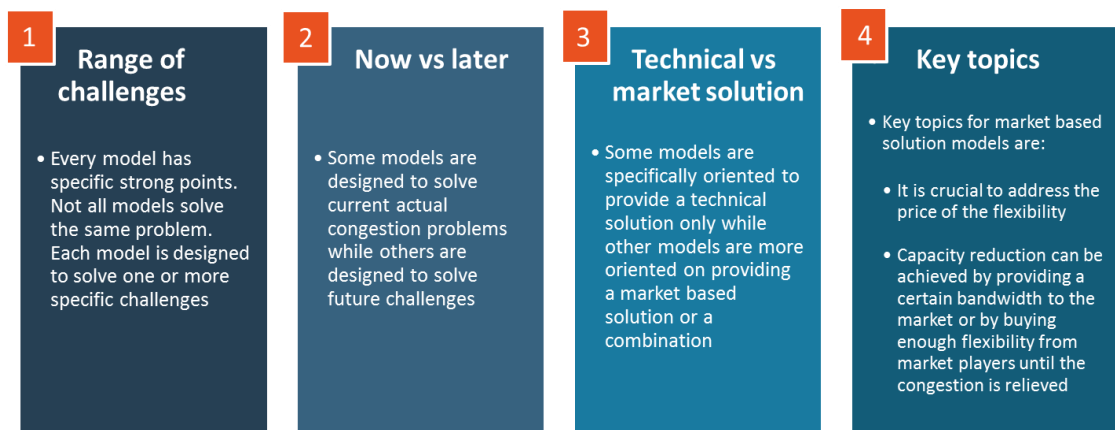 1
Range of
challenges
• Every model has
specific strong points.
Not all models solve
the same problem.
Each model is designed
to solve one or more
specific challenges
2
Now vs later
• Some models are
designed to solve
current actual
congestion problems
while others are
designed to solve
future challenges
3
Technical vs
market solution
• Some models are
specifically oriented to
provide a technical
solution only while
other models are more
oriented on providing
a market based
solution or a
combination
4
Key topics
• Key topics for market based
solution models are:
• It is crucial to address the
price of the flexibility
• Capacity reduction can be
achieved by providing a
certain bandwidth to the
market or by buying
enough flexibility from
market players until the
congestion is relieved